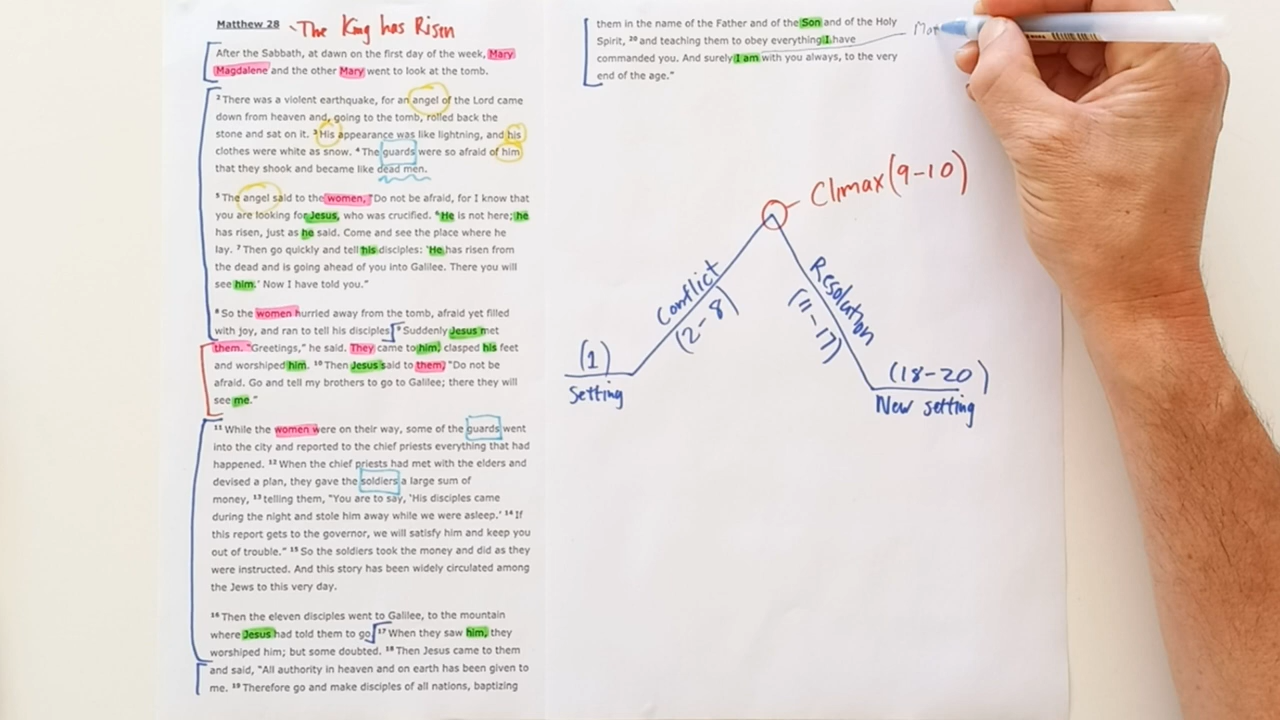 Matthew 28 The King has Risen
After the Sabbath, at dawn on the first day of the week, Mary
Magdalene and the other Mary went to look at the tomb.
² There was a violent earthquake, for an angel of the Lord came
down from heaven and, going to the tomb, rolled back the
stone and sat on it. ³ His appearance was like lightning, and his
clothes were white as snow. ⁴ The guards were so afraid of him
that they shook and became like dead men.
⁵ The angel said to the women, "Do not be afraid, for I know that
you are looking for Jesus, who was crucified. ⁶ He is not here; he
has risen, just as he said. Come and see the place where he
lay. ⁷ Then go quickly and tell his disciples: 'He has risen from
the dead and is going ahead of you into Galilee. There you will
see him.' Now I have told you."
⁸ So the women hurried away from the tomb, afraid yet filled
with joy, and ran to tell his disciples. ⁹ Suddenly Jesus met
them. "Greetings," he said. They came to him, clasped his feet
and worshiped him. ¹⁰ Then Jesus said to them, "Do not be
afraid. Go and tell my brothers to go to Galilee; there they will
see me."
¹¹ While the women were on their way, some of the guards went
into the city and reported to the chief priests everything that had
happened. ¹² When the chief priests had met with the elders and
devised a plan, they gave the soldiers a large sum of
money, ¹³ telling them, "You are to say, 'His disciples came
during the night and stole him away while we were asleep.' ¹⁴ If
this report gets to the governor, we will satisfy him and keep you
out of trouble." ¹⁵ So the soldiers took the money and did as they
were instructed. And this story has been widely circulated among
the Jews to this very day.
¹⁶ Then the eleven disciples went to Galilee, to the mountain
where Jesus had told them to go. ¹⁷ When they saw him, they
worshiped him; but some doubted. ¹⁸ Then Jesus came to them
and said, "All authority in heaven and on earth has been given to
me. ¹⁹ Therefore go and make disciples of all nations, baptizing
them in the name of the Father and of the Son and of the Holy
Spirit, ²⁰ and teaching them to obey everything I have
commanded you. And surely I am with you always, to the very
end of the age."
Climax (9-10)
Conflict
(2-8)
Resolution
(11-17)
(1)
Setting
(18-20)
New setting